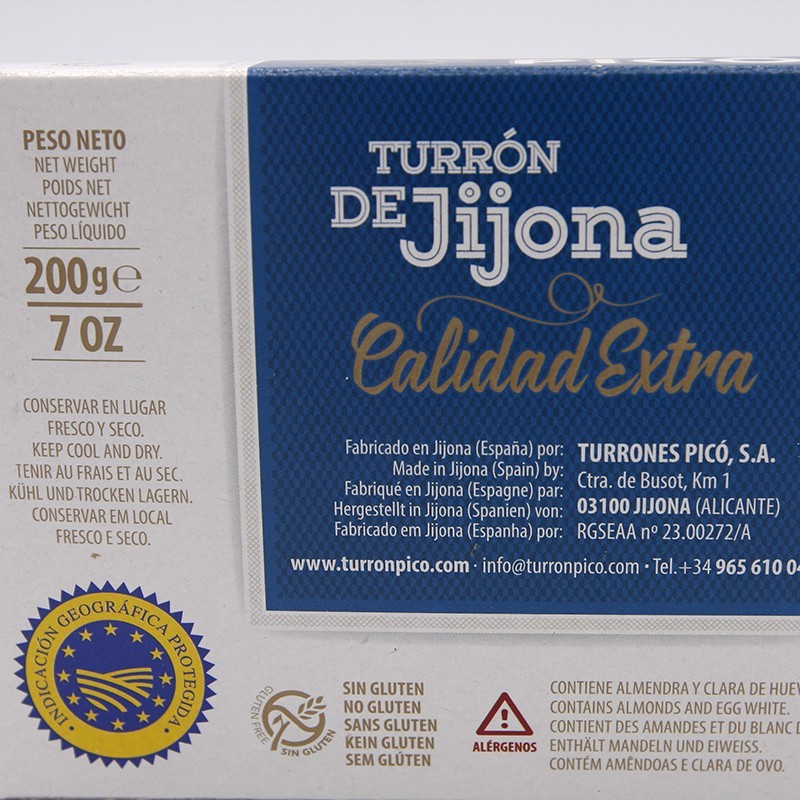 PESO NETO
NET WEIGHT
POIDS NET
NETTOGEWICHT
PESO LÍQUIDO
200g℮
7 OZ
CONSERVAR EN LUGAR
FRESCO Y SECO.
KEEP COOL AND DRY.
TENIR AU FRAIS ET AU SEC.
KÜHL UND TROCKEN LAGERN.
CONSERVAR EM LOCAL
FRESCO E SECO.
INDICACIÓN GEOGRÁFICA PROTEGIDA
TURRÓN
DE Jijona
Calidad Extra
Fabricado en Jijona (España) por:
Made in Jijona (Spain) by:
Fabriqué en Jijona (Espagne) par:
Hergestellt in Jijona (Spanien) von:
Fabricado em Jijona (Espanha) por:
TURRONES PICÓ, S.A.
Ctra. de Busot, Km 1
03100 JIJONA (ALICANTE)
RGSEAA nº 23.00272/A
www.turronpico.com · info@turronpico.com · Tel.+34 965 610 0
GLUTEN FREE
SIN GLUTEN
SIN GLUTEN
NO GLUTEN
SANS GLUTEN
KEIN GLUTEN
SEM GLÚTEN
ALÉRGENOS
CONTIENE ALMENDRA Y CLARA DE
CONTAINS ALMONDS AND EGG WHITE.
CONTIENT DES AMANDES ET DU BLANC
ENTHÄLT MANDELN UND EIWEISS.
CONTÉM AMÊNDOAS E CLARA DE OVO.